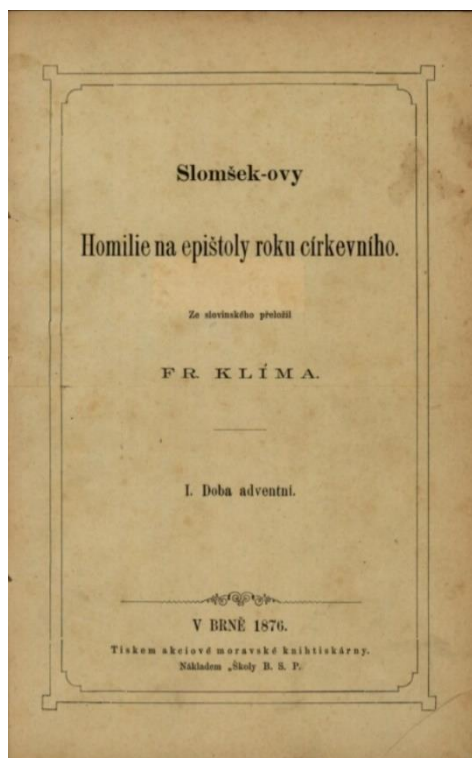 Slomšek-ovy
Homilie na epištoly roku církevního.
Ze slovinského přeložil
FR. KLÍMA.
I. Doba adventní.
V BRNĚ 1876.
Tiskem akciové moravské knihtiskárny.
Nákladem „Školy B. S. P.